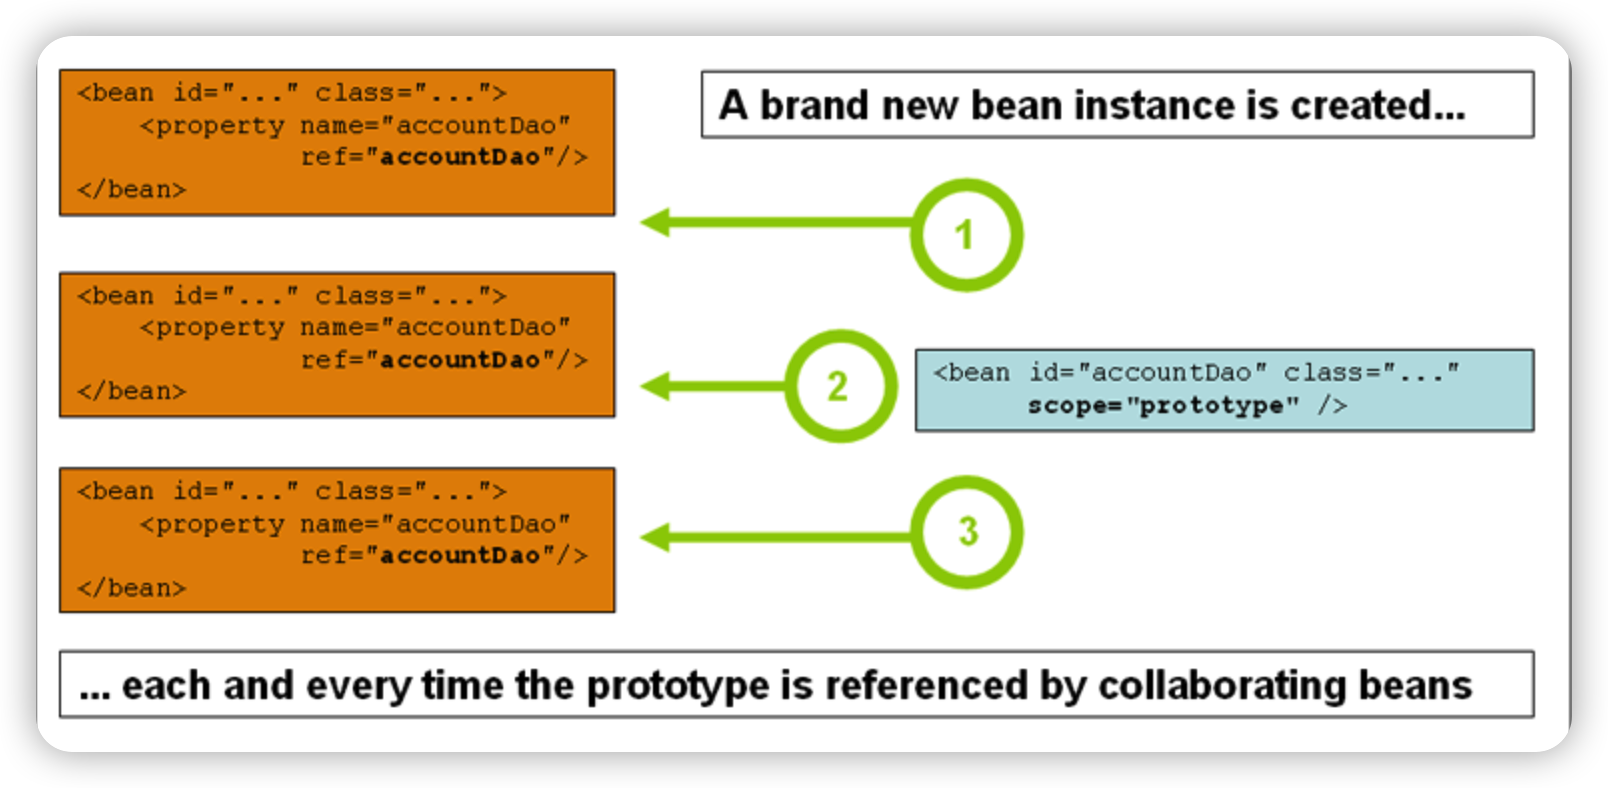 <bean id="..." class="...">
<property name="accountDao"
ref="accountDao"/>
</bean>
A brand new bean instance is created...
1
<bean id="..." class="...">
<property name="accountDao"
ref="accountDao"/>
</bean>
2
<bean id="accountDao" class="..."
scope="prototype" />
<bean id="..." class="...">
<property name="accountDao"
ref="accountDao"/>
</bean>
3
... each and every time the prototype is referenced by collaborating beans